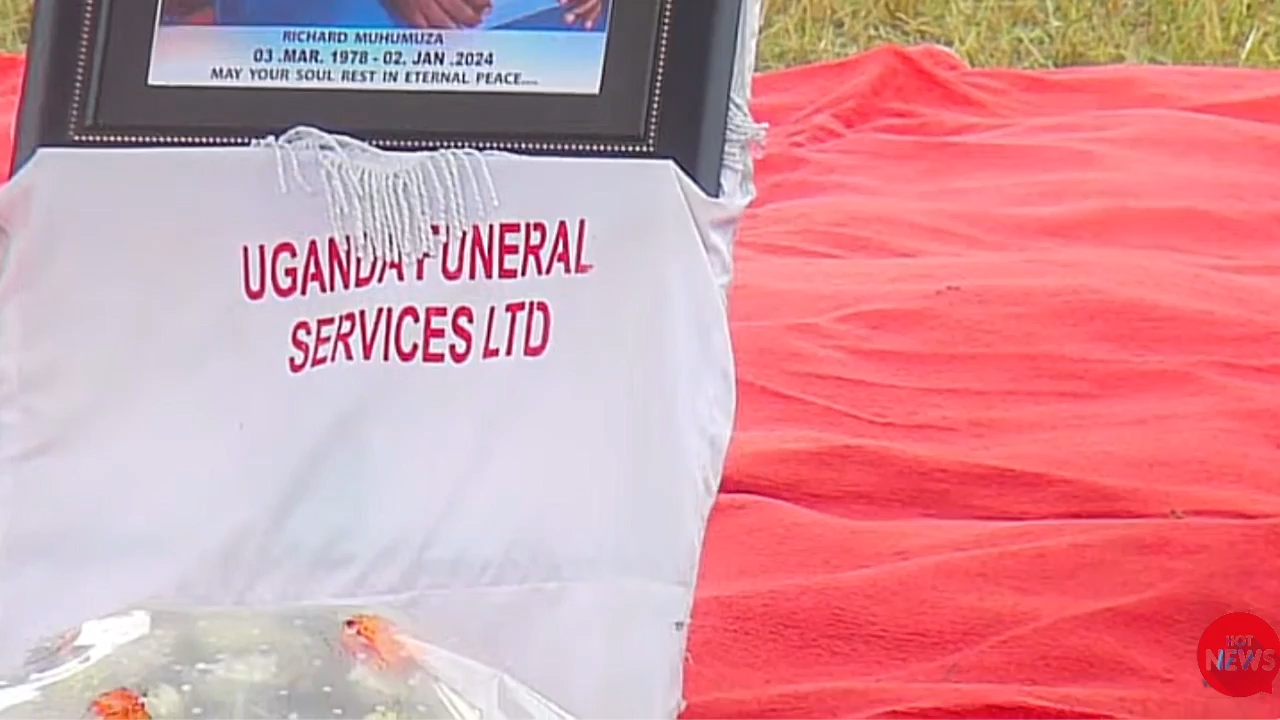 RICHARD MUHUMUZA
03 .MAR. 1978 - 02. JAN .2024
MAY YOUR SOUL REST IN ETERNAL PEACE....
UGANDA FUNERAL
SERVICES LTD
HOT
NEWS